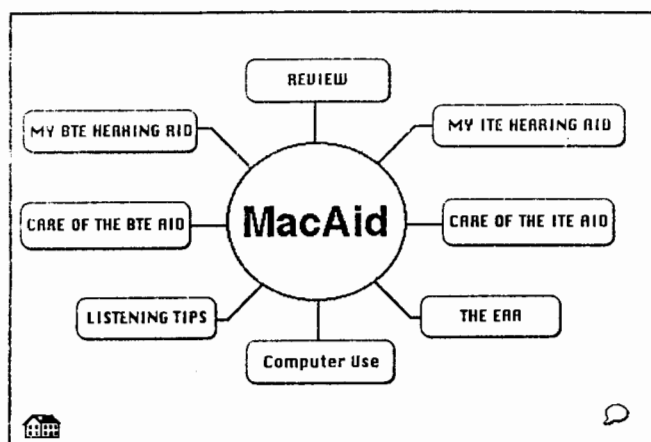 REVIEW
MY BTE HEARING AID
MY ITE HEARING AID
MacAid
CARE OF THE BTE AID
CARE OF THE ITE AID
LISTENING TIPS
THE EAR
Computer Use